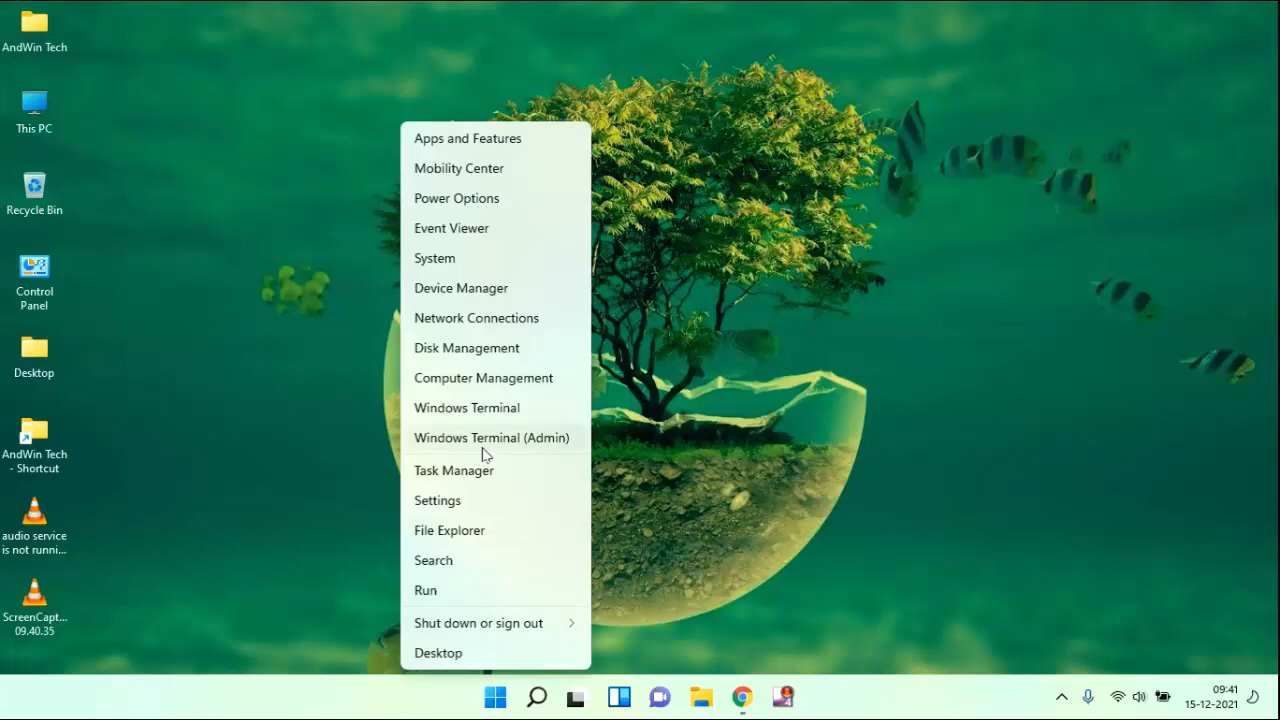 AndWin Tech
This PC
Recycle Bin
Control
Panel
Desktop
AndWin Tech
- Shortcut
audio service
is not runni...
ScreenCapt...
09.40.35
Apps and Features
Mobility Center
Power Options
Event Viewer
System
Device Manager
Network Connections
Disk Management
Computer Management
Windows Terminal
Windows Terminal (Admin)
Task Manager
Settings
File Explorer
Search
Run
Shut down or sign out
Desktop
09:41
15-12-2021